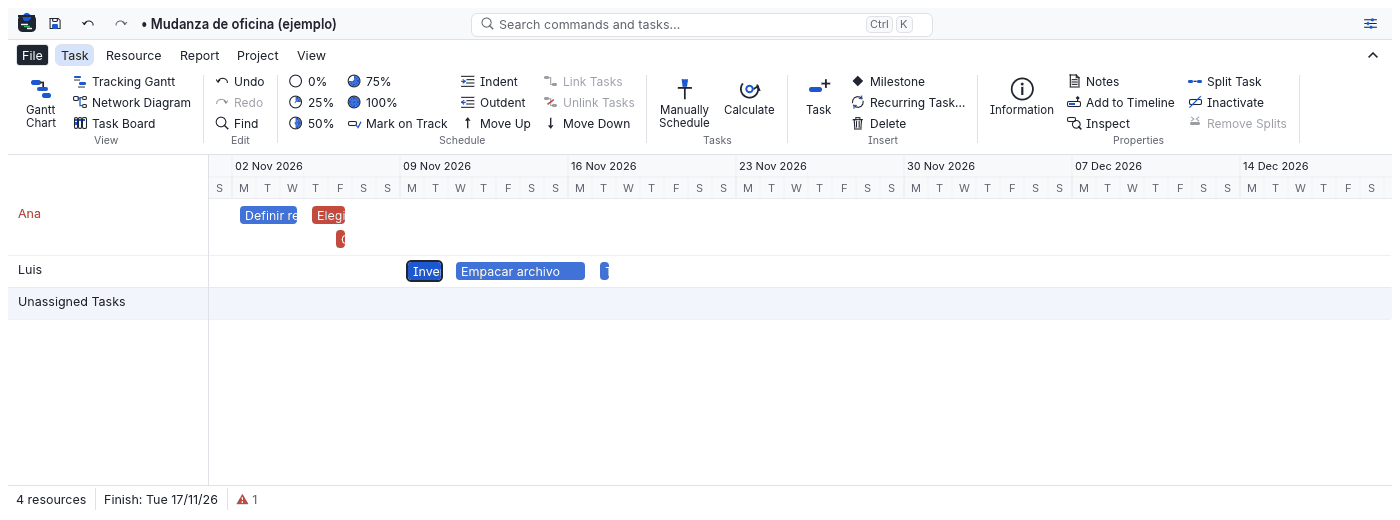 • Mudanza de oficina (ejemplo)
Search commands and tasks...
Ctrl K
File Task Resource Report Project View
Gantt Chart
Tracking Gantt
Network Diagram
Task Board
View
Undo
Redo
Find
Edit
0%
25%
50%
75%
100%
Mark on Track
Indent
Outdent
Move Up
Link Tasks
Unlink Tasks
Move Down
Schedule
Manually Schedule
Calculate
Tasks
Task
Milestone
Recurring Task...
Delete
Insert
Information
Notes
Add to Timeline
Inspect
Split Task
Inactivate
Remove Splits
Properties
02 Nov 2026 09 Nov 2026 16 Nov 2026 23 Nov 2026 30 Nov 2026 07 Dec 2026 14 Dec 2026
S M T W T F S S M T W T F S S M T W T F S S M T W T F S S M T W T F S S M T W T F S S M T W T F S
Ana
Definir re
Elegi
Luis
Inve
Empacar archivo
Unassigned Tasks
4 resources
Finish: Tue 17/11/26
1